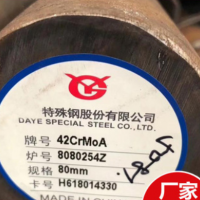 特殊钢股份有限公司
DAYE SPECIAL STEEL CO., LTD.
牌号 42CrMoA
炉号 8080254Z
规格 80mm
卡号 H618014330
厂家